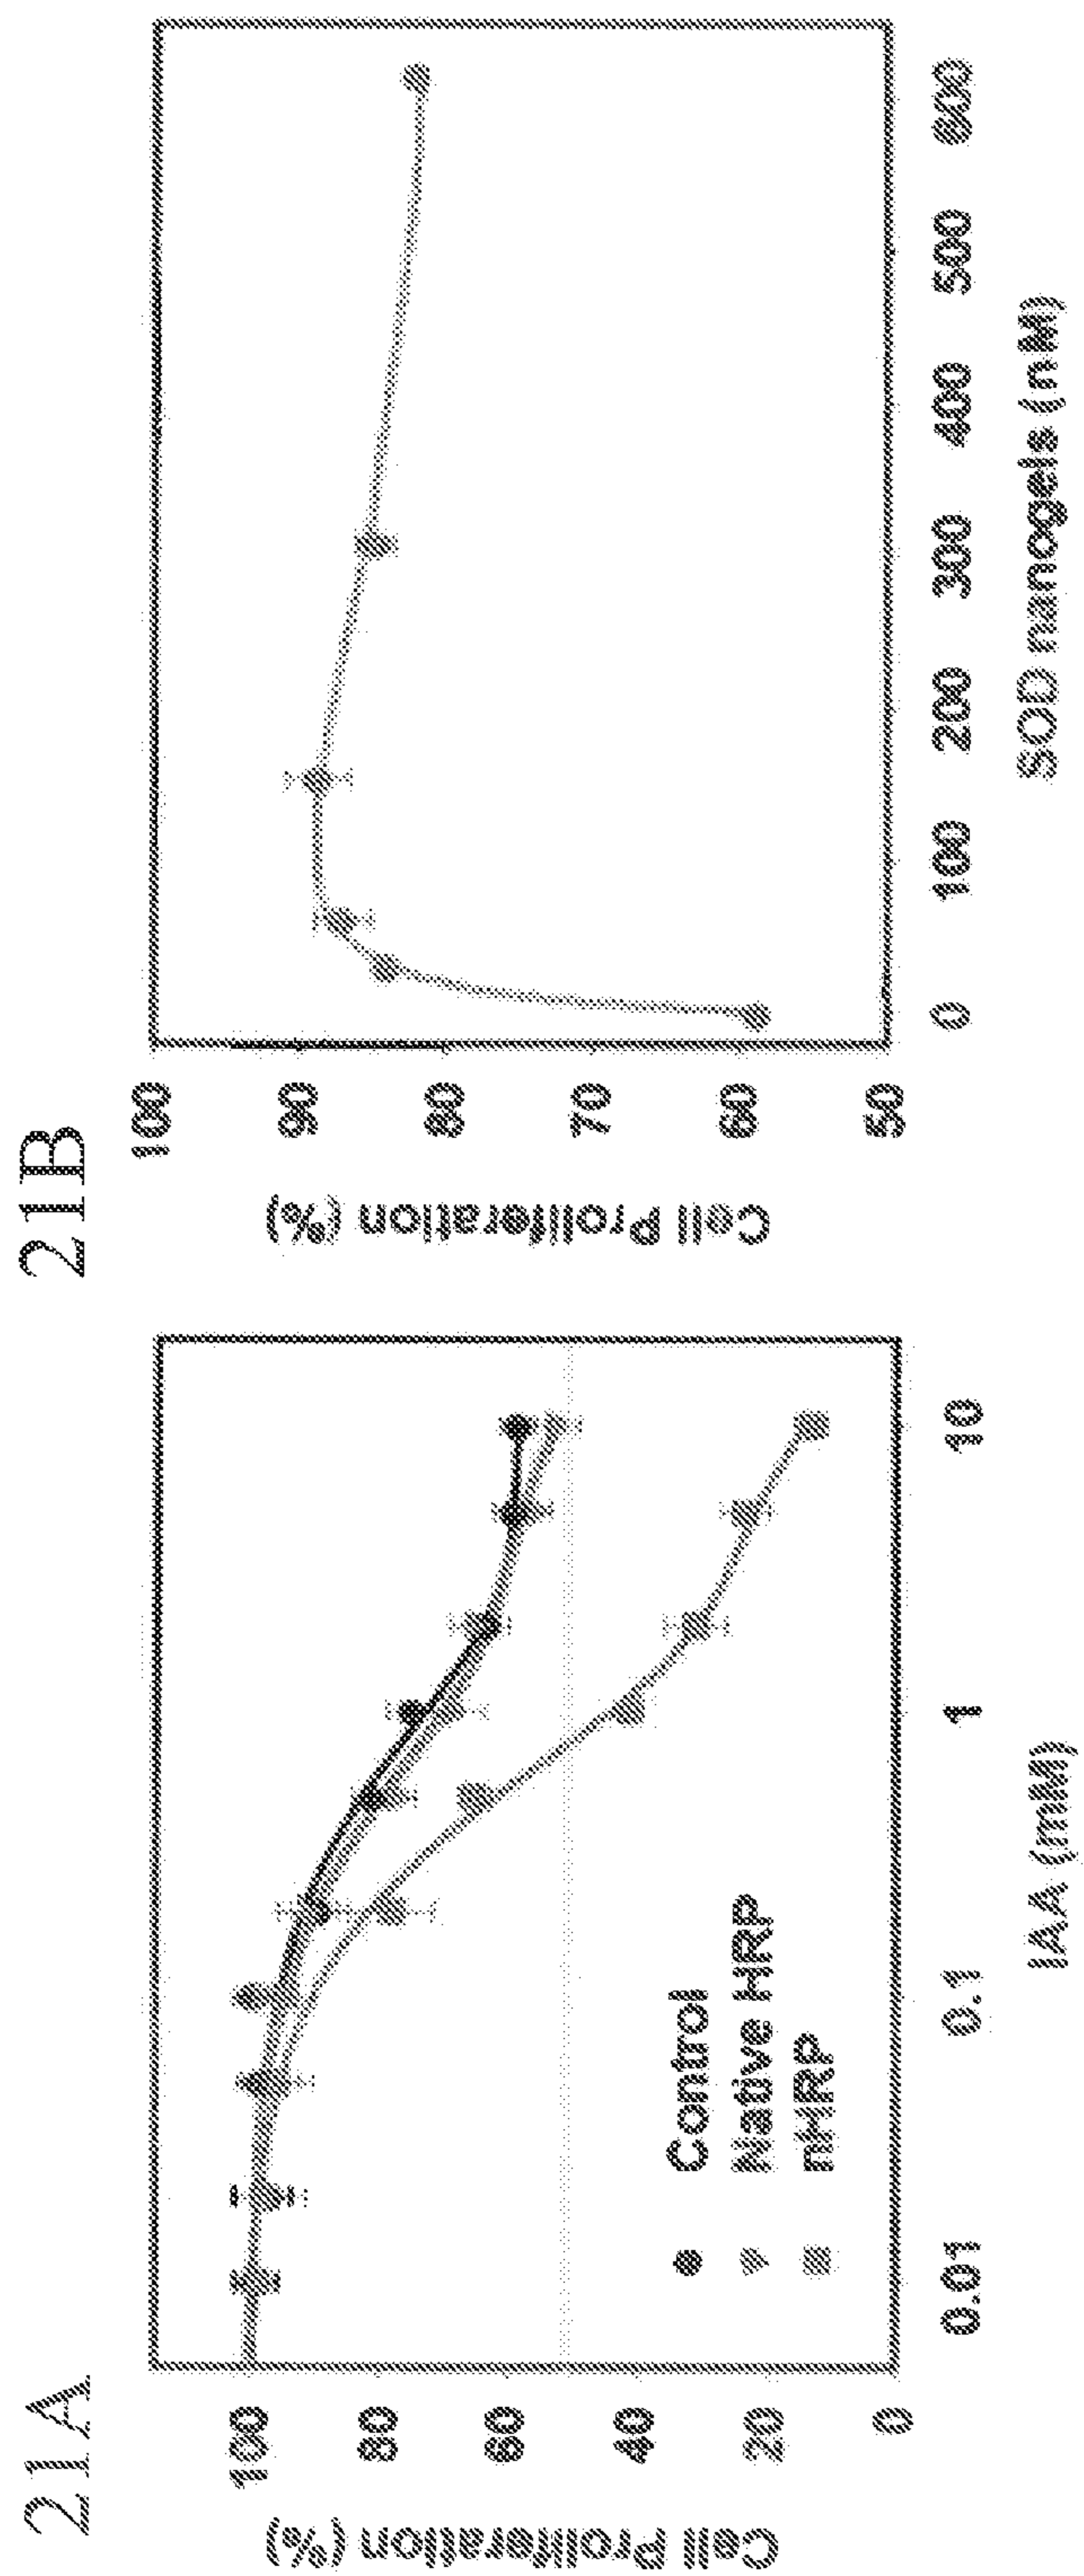 21A
Cell Proliferation (%)
100
80
60
40
20
0
Control
Native HRP
nHRP
0.01
0.1
1
10
IAA (mM)
21B
Cell Proliferation (%)
100
90
80
70
60
50
0
100
200
300
400
500
600
SOD nanogels (nM)